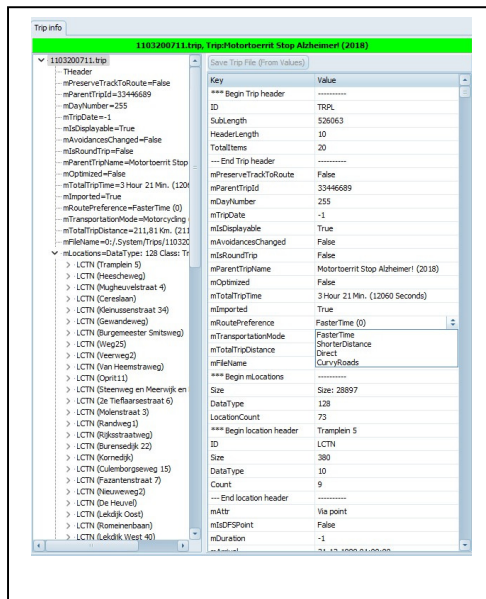 Trip info
1103200711.trip, Trip:Motortoerrit Stop Alzheimer! (2018)
1103200711.trip
THeader
mPreserveTrackToRoute=False
mParentTripId=33446689
mDayNumber=255
mTripDate=-1
mIsDisplayable=True
mAvoidancesChanged=False
mIsRoundTrip=False
mParentTripName=Motortoerrit Stop
mOptimized=False
mTotalTripTime=3 Hour 21 Min. (1206
mImported=True
mRoutePreference=FasterTime (0)
mTransportationMode=Motorcycling
mTotalTripDistance=211,81 Km. (211
mFileName=0:/.System/Trips/110320
mLocations=DataType: 128 Class: Tr
LCTN (Tramplein 5)
LCTN (Heescheweg)
LCTN (Mugheuvelstraat 4)
LCTN (Cereslaan)
LCTN (Kleinussenstraat 34)
LCTN (Gewandeweg)
LCTN (Burgemeester Smitsweg)
LCTN (Weg25)
LCTN (Veerweg2)
LCTN (Van Heemstraweg)
LCTN (Oprit11)
LCTN (Steenweg en Meerwijk en
LCTN (2e Tieflaarsestraat 6)
LCTN (Molenstraat 3)
LCTN (Randweg1)
LCTN (Rijksstraatweg)
LCTN (Burensedijk 22)
LCTN (Kornedijk)
LCTN (Culemborgseweg 15)
LCTN (Fazantenstraat 7)
LCTN (Nieuweweg2)
LCTN (De Heuvel)
LCTN (Lekdijk Oost)
LCTN (Romeinenbaan)
LCTN (Lekdijk West 40)
Save Trip File (From Values)
Key Value
*** Begin Trip header ----------
ID TRPL
SubLength 526063
HeaderLength 10
TotalItems 20
--- End Trip header ----------
mPreserveTrackToRoute False
mParentTripId 33446689
mDayNumber 255
mTripDate -1
mIsDisplayable True
mAvoidancesChanged False
mIsRoundTrip False
mParentTripName Motortoerrit Stop Alzheimer! (2018)
mOptimized False
mTotalTripTime 3 Hour 21 Min. (12060 Seconds)
mImported True
mRoutePreference FasterTime (0)
mTransportationMode FasterTime
ShorterDistance
mTotalTripDistance Direct
mFileName CurvyRoads
*** Begin mLocations ----------
Size Size: 28897
DataType 128
LocationCount 73
*** Begin location header Tramplein 5
ID LCTN
Size 380
DataType 10
Count 9
--- End location header ----------
mAttr Via point
mIsDFSPoint False
mDuration -1